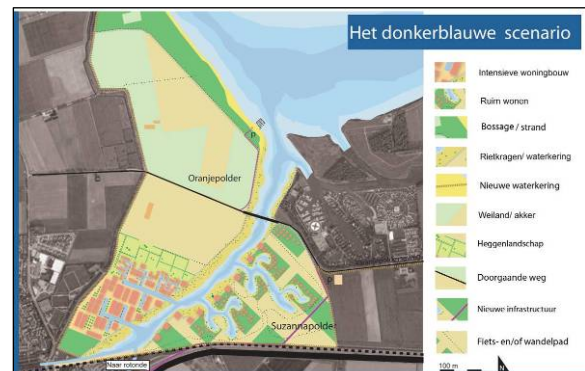 Het donkerblauwe scenario
Intensieve woningbouw
Ruim wonen
Bossage / strand
Rietkragen/ waterkering
Nieuwe waterkering
Weiland/ akker
Heggenlandschap
Doorgaande weg
Nieuwe infrastructuur
Fiets- en/of wandelpad
100 m
N
P
Oranjepolder
P
Suzannapolder
Naar rotonde